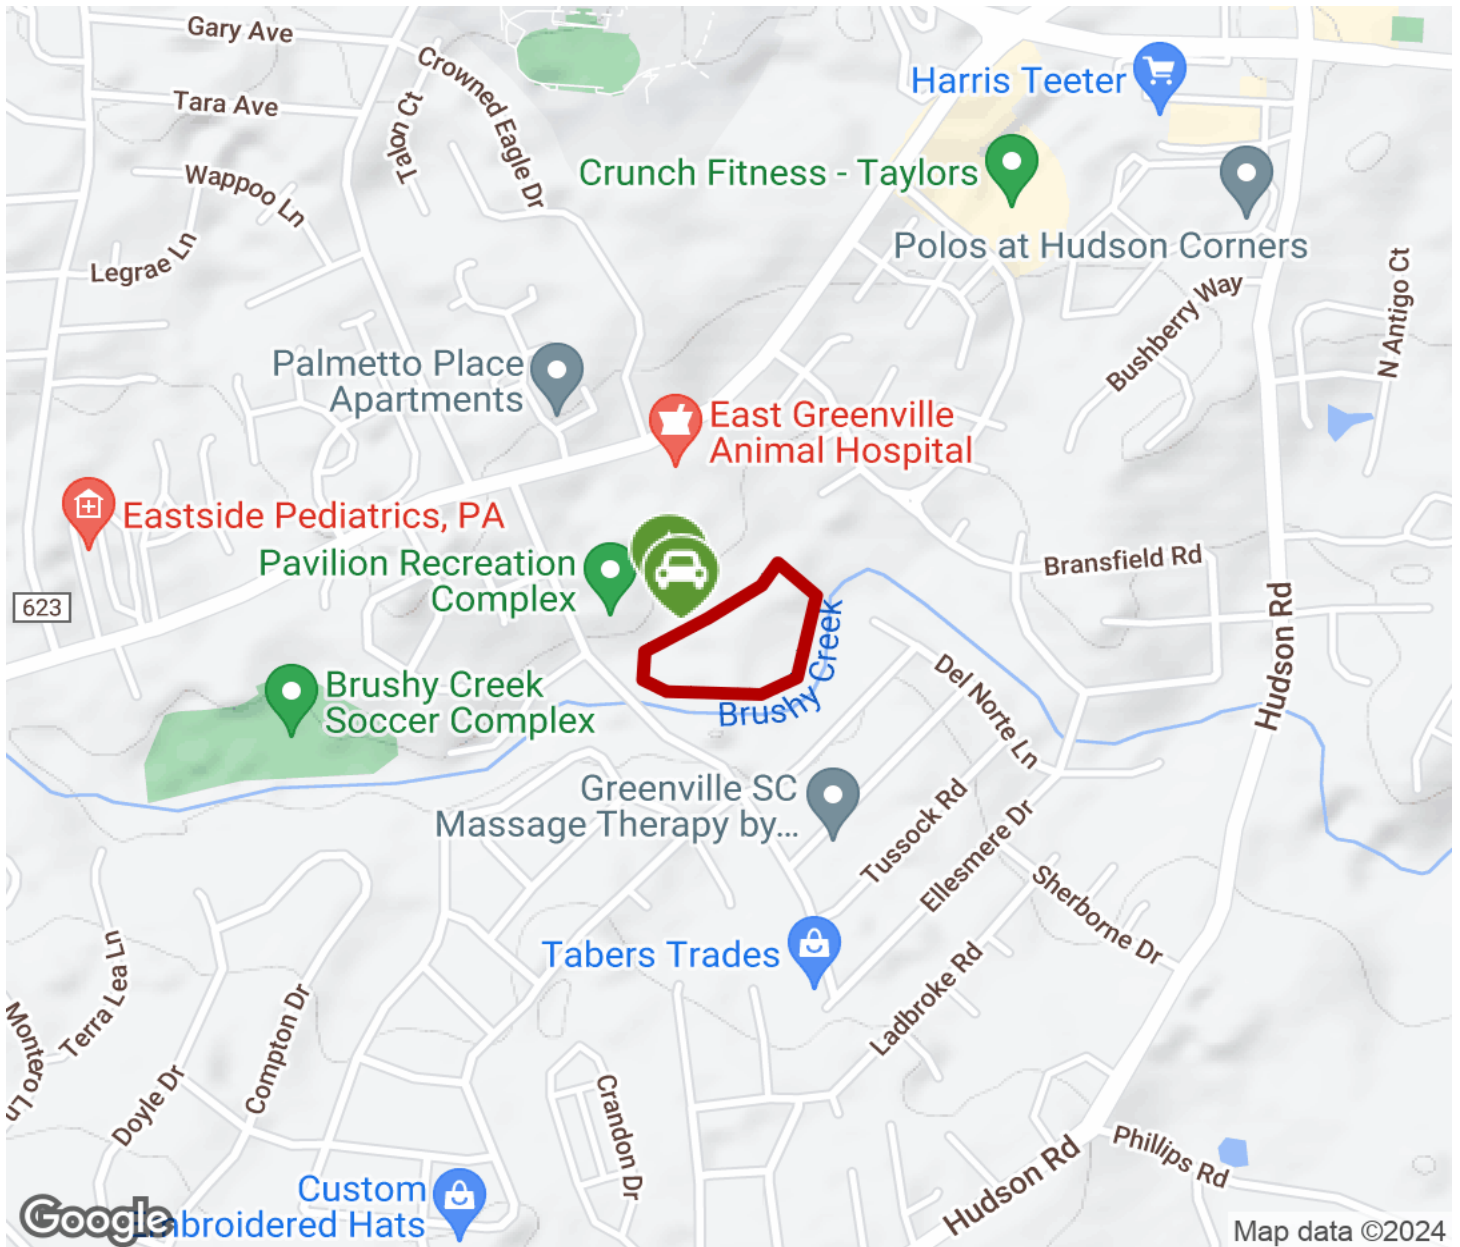 Gary Ave
Crowned Eagle Dr
Harris Teeter
Tara Ave
Talon Ct
Crunch Fitness - Taylors
Wappoo Ln
Polos at Hudson Corners
Legrae Ln
N Antigo Ct
Bushberry Way
Palmetto Place
Apartments
East Greenville
Animal Hospital
Eastside Pediatrics, PA
Pavilion Recreation
Complex
Bransfield Rd
623
Hudson Rd
Brushy Creek
Soccer Complex
Brushy Creek
Del Norte Ln
Greenville SC
Massage Therapy by...
Tussock Rd
Ellesmere Dr
Sherborne Dr
Tabers Trades
Terra Lea Ln
Ladbroke Rd
Montero Ln
Compton Dr
Doyle Dr
Crandon Dr
Phillips Rd
Hudson Rd
Custom
Embroidered Hats
Google
Map data ©2024